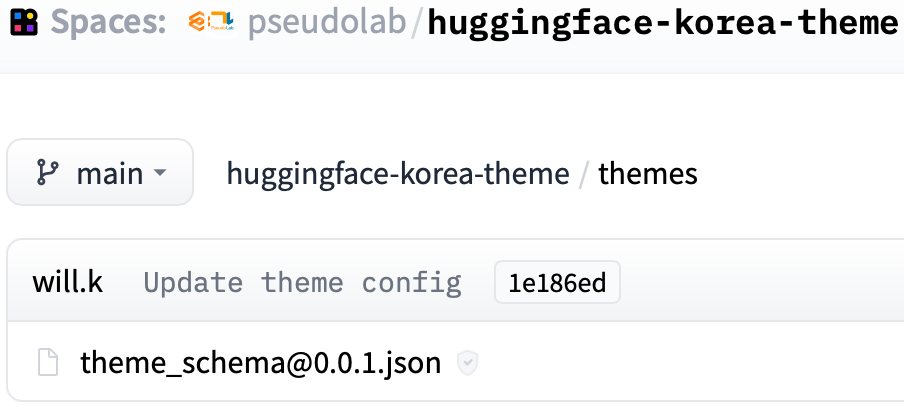 Spaces: pseudolab/huggingface-korea-theme
main huggingface-korea-theme / themes
will.k Update theme config 1e186ed
theme_schema@0.0.1.json